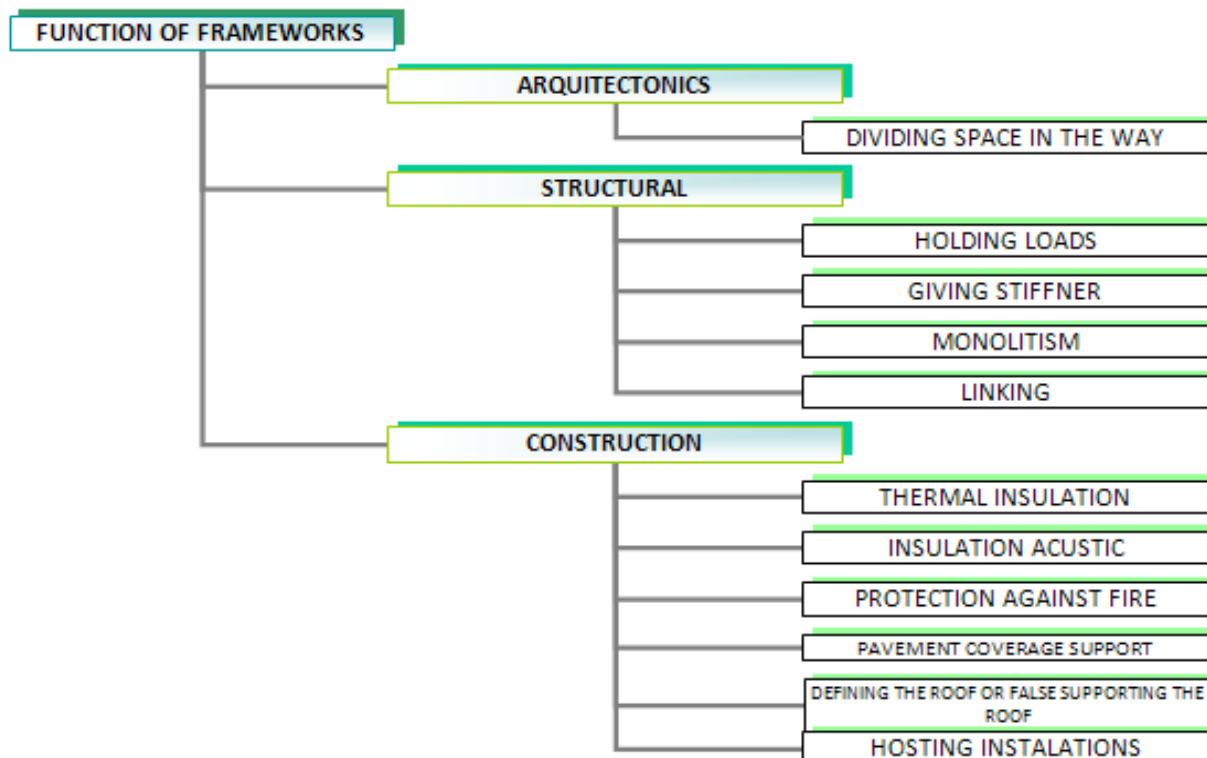 FUNCTION OF FRAMEWORKS
ARQUITECTONICS
DIVIDING SPACE IN THE WAY
STRUCTURAL
HOLDING LOADS
GIVING STIFFNER
MONOLITISM
LINKING
CONSTRUCTION
THERMAL INSULATION
INSULATION ACUSTIC
PROTECTION AGAINST FIRE
PAVEMENT COVERAGE SUPPORT
DEFINING THE ROOF OR FALSE SUPPORTING THE
ROOF
HOSTING INSTALATIONS